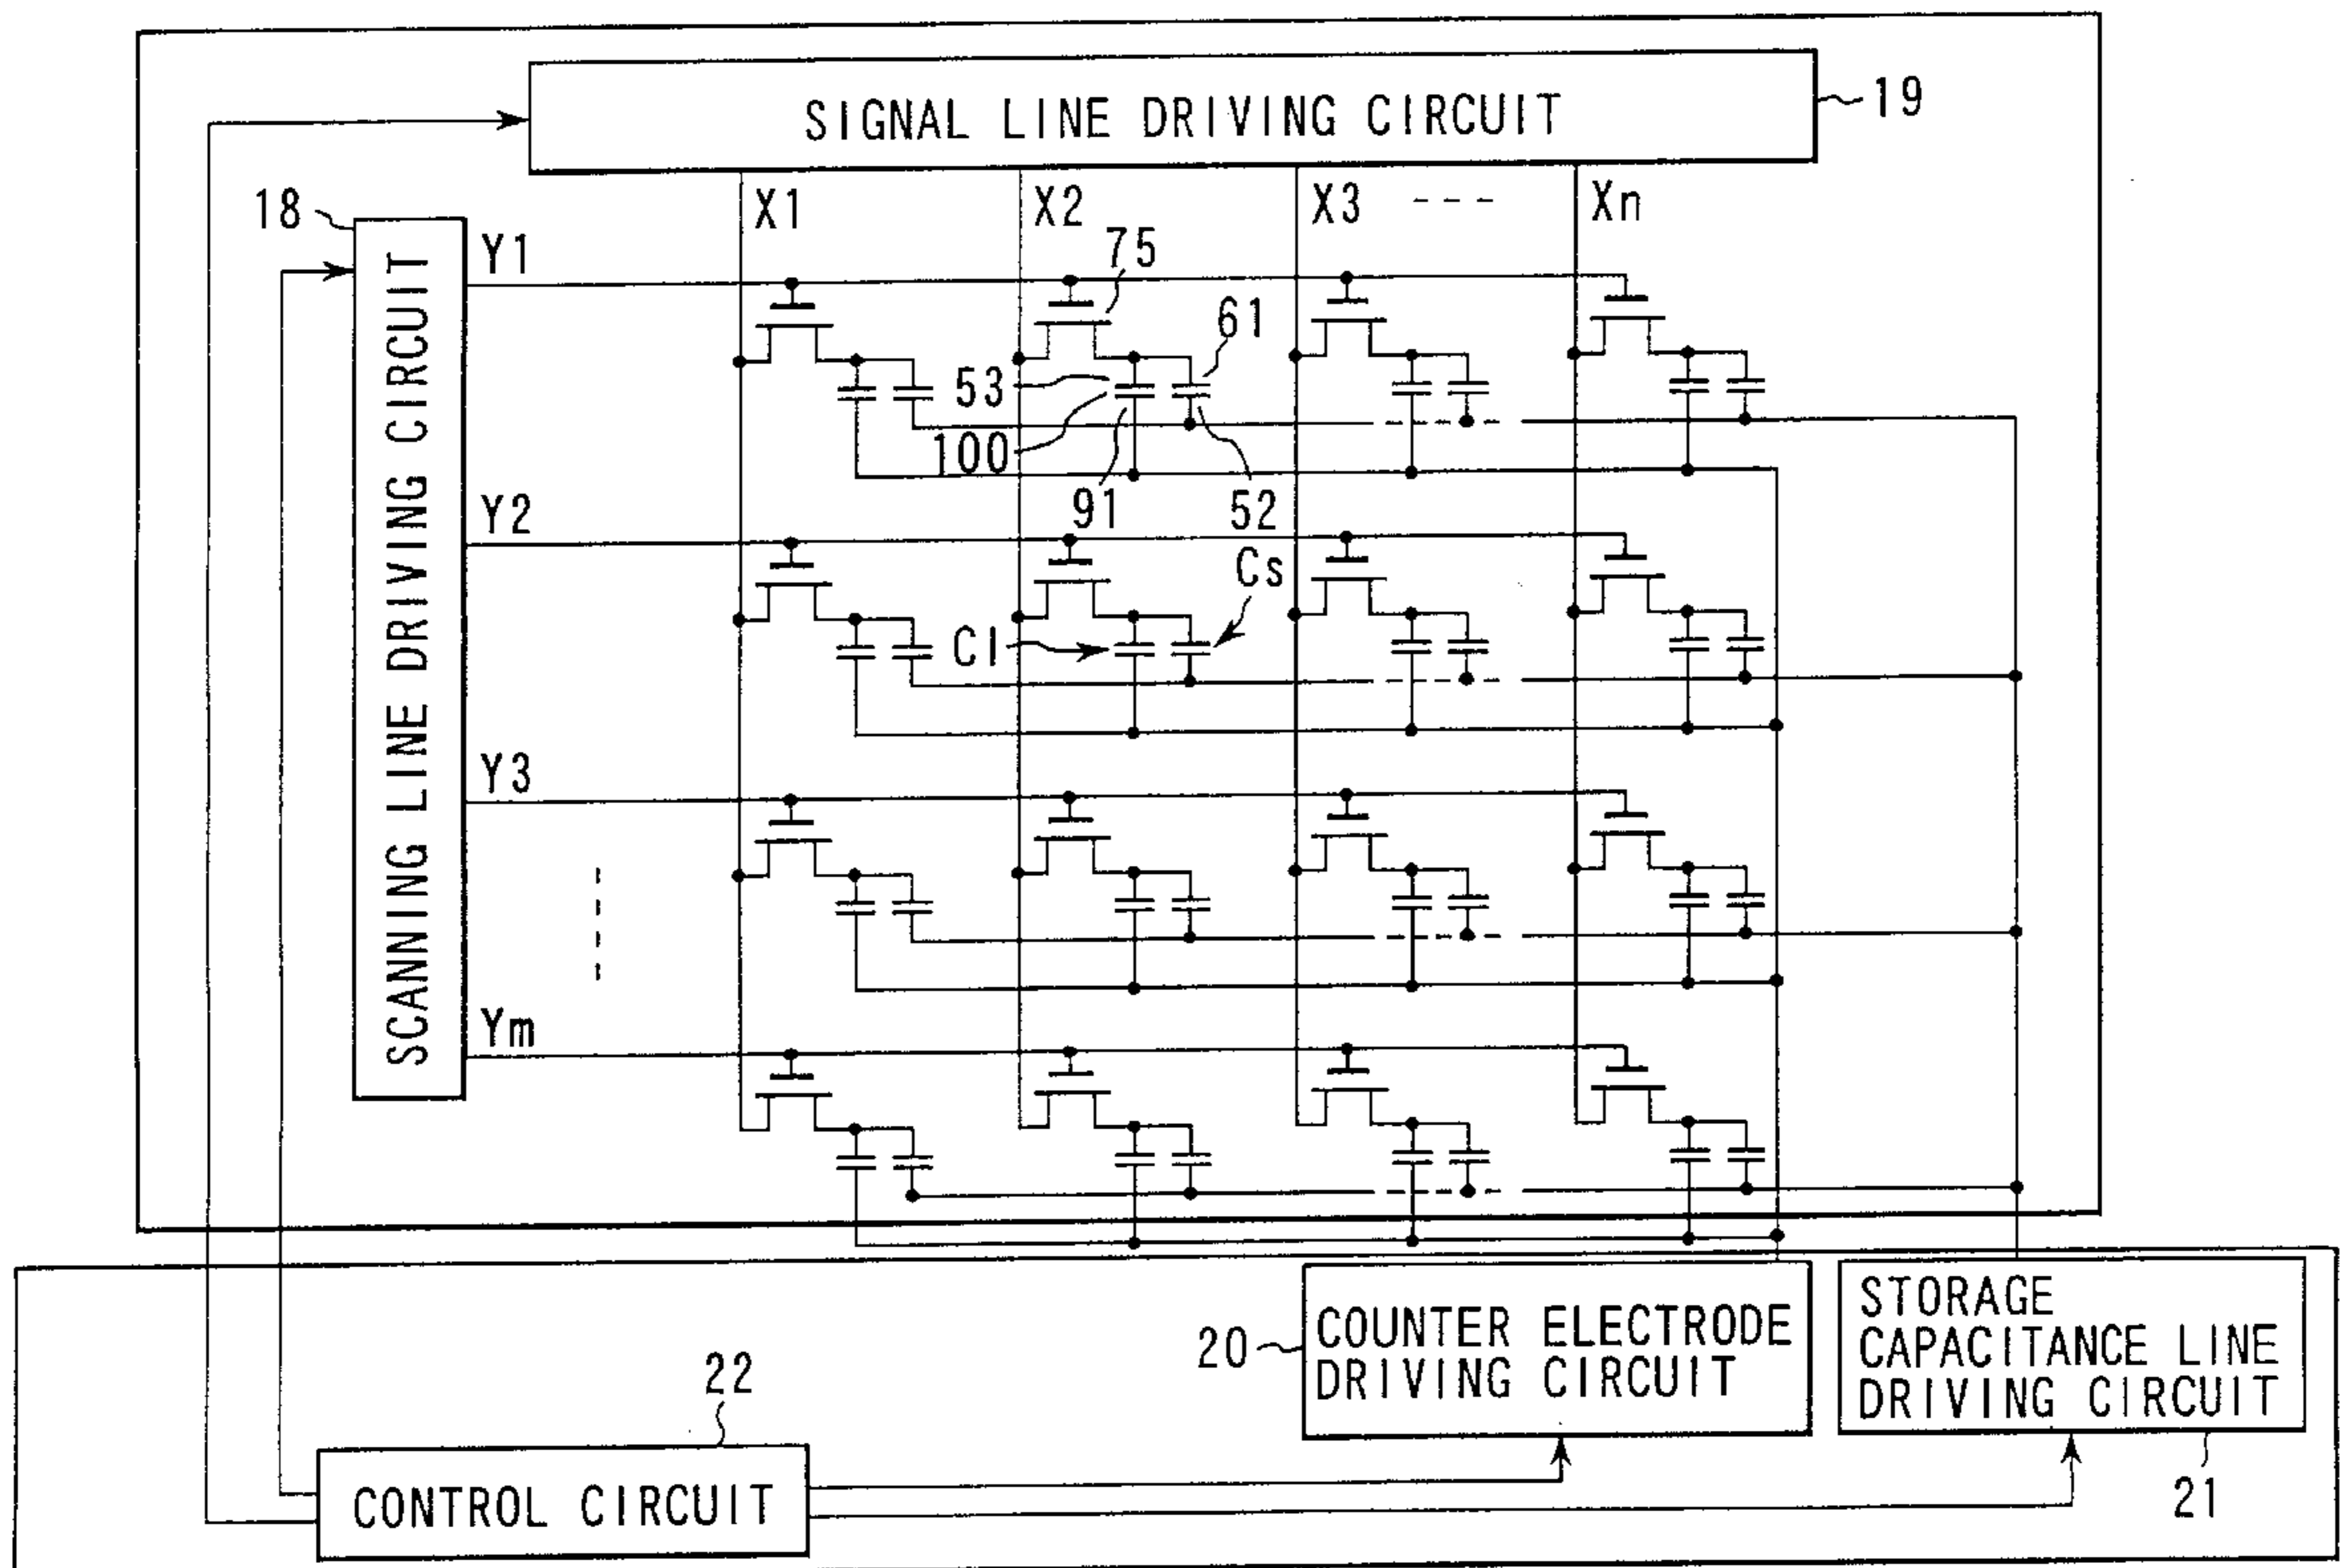 SIGNAL LINE DRIVING CIRCUIT
19
18
SCANNING LINE DRIVING CIRCUIT
X1
X2
X3
- - -
Xn
Y1
75
61
53
100
91
52
Y2
Cs
Cl
Y3
Ym
20
COUNTER ELECTRODE
DRIVING CIRCUIT
STORAGE
CAPACITANCE LINE
DRIVING CIRCUIT
21
22
CONTROL CIRCUIT